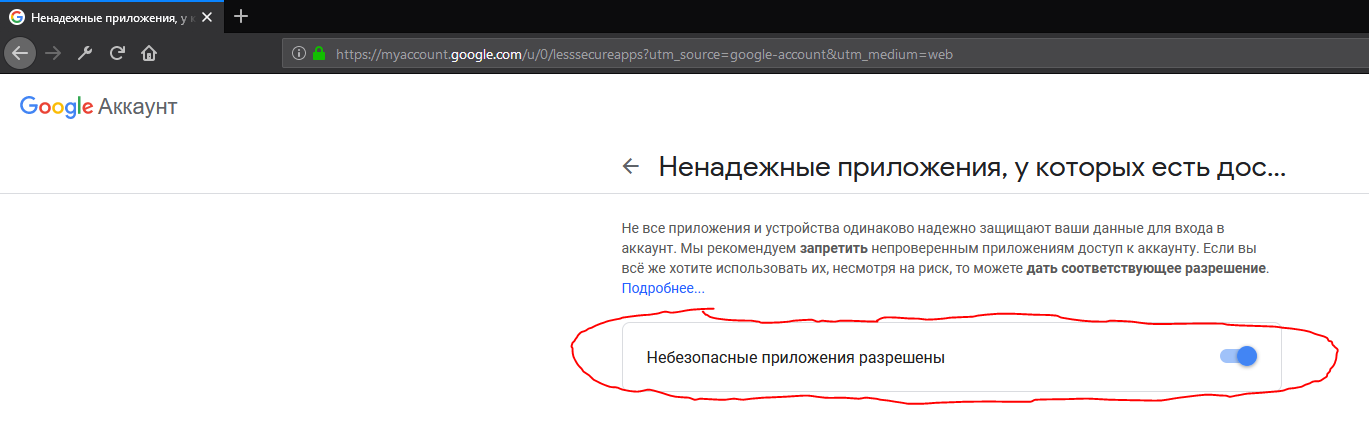 Ненадежные приложения, у к
https://myaccount.google.com/u/0/lesssecureapps?utm_source=google-account&utm_medium=web
Google Аккаунт
Ненадежные приложения, у которых есть дос...
Не все приложения и устройства одинаково надежно защищают ваши данные для входа в
аккаунт. Мы рекомендуем запретить непроверенным приложениям доступ к аккаунту. Если вы
всё же хотите использовать их, несмотря на риск, то можете дать соответствующее разрешение.
Подробнее...
Небезопасные приложения разрешены